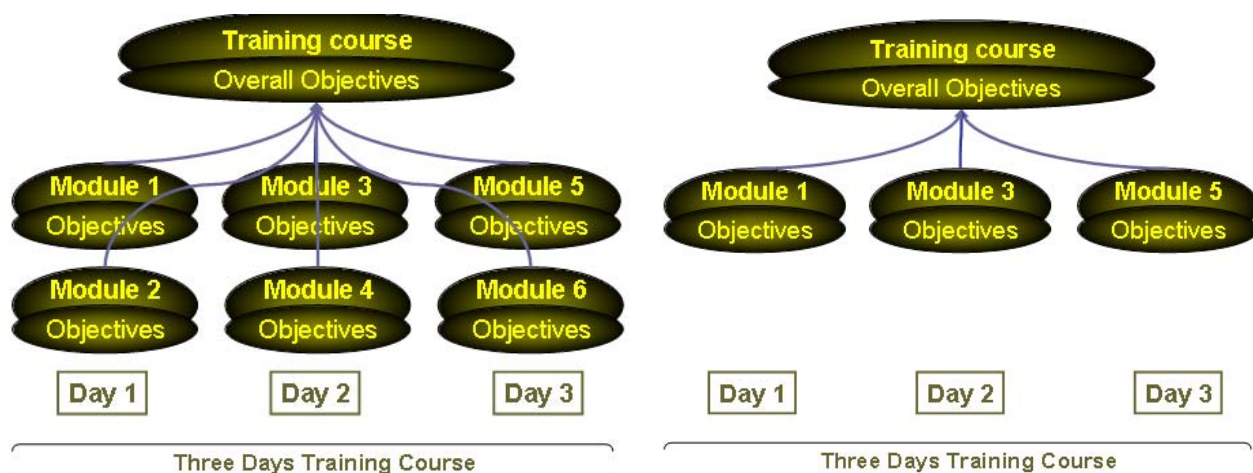 Training course
Overall Objectives
Module 1
Objectives
Module 3
Objectives
Module 5
Objectives
Module 2
Objectives
Module 4
Objectives
Module 6
Objectives
Day 1
Day 2
Day 3
Three Days Training Course
Training course
Overall Objectives
Module 1
Objectives
Module 3
Objectives
Module 5
Objectives
Day 1
Day 2
Day 3
Three Days Training Course